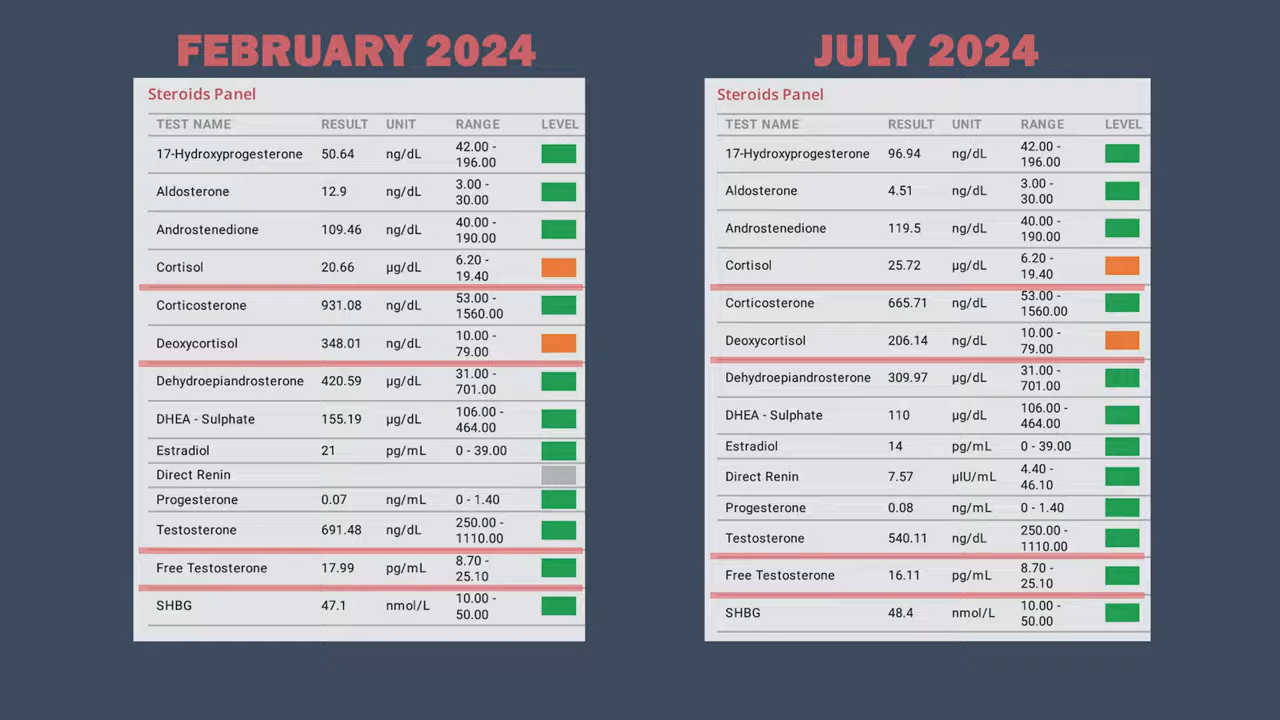 FEBRUARY 2024
Steroids Panel
TEST NAME RESULT UNIT RANGE LEVEL
17-Hydroxyprogesterone 50.64 ng/dL 42.00 - 196.00
Aldosterone 12.9 ng/dL 3.00 - 30.00
Androstenedione 109.46 ng/dL 40.00 - 190.00
Cortisol 20.66 µg/dL 6.20 - 19.40
Corticosterone 931.08 ng/dL 53.00 - 1560.00
Deoxycortisol 348.01 ng/dL 10.00 - 79.00
Dehydroepiandrosterone 420.59 µg/dL 31.00 - 701.00
DHEA - Sulphate 155.19 µg/dL 106.00 - 464.00
Estradiol 21 pg/mL 0 - 39.00
Direct Renin
Progesterone 0.07 ng/mL 0 - 1.40
Testosterone 691.48 ng/dL 250.00 - 1110.00
Free Testosterone 17.99 pg/mL 8.70 - 25.10
SHBG 47.1 nmol/L 10.00 - 50.00
JULY 2024
Steroids Panel
TEST NAME RESULT UNIT RANGE LEVEL
17-Hydroxyprogesterone 96.94 ng/dL 42.00 - 196.00
Aldosterone 4.51 ng/dL 3.00 - 30.00
Androstenedione 119.5 ng/dL 40.00 - 190.00
Cortisol 25.72 µg/dL 6.20 - 19.40
Corticosterone 665.71 ng/dL 53.00 - 1560.00
Deoxycortisol 206.14 ng/dL 10.00 - 79.00
Dehydroepiandrosterone 309.97 µg/dL 31.00 - 701.00
DHEA - Sulphate 110 µg/dL 106.00 - 464.00
Estradiol 14 pg/mL 0 - 39.00
Direct Renin 7.57 µIU/mL 4.40 - 46.10
Progesterone 0.08 ng/mL 0 - 1.40
Testosterone 540.11 ng/dL 250.00 - 1110.00
Free Testosterone 16.11 pg/mL 8.70 - 25.10
SHBG 48.4 nmol/L 10.00 - 50.00